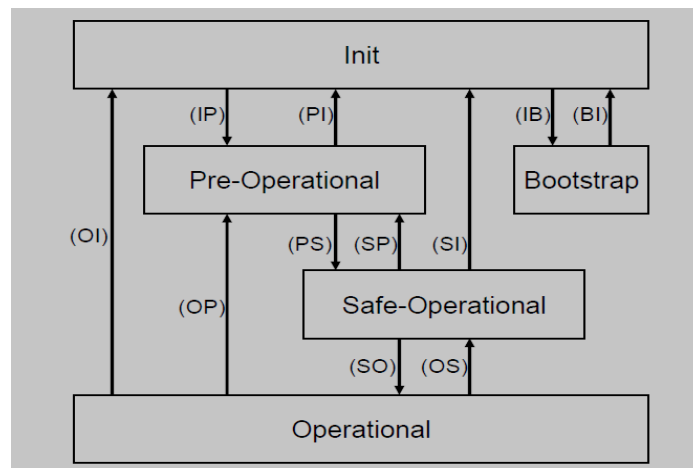 Init
(IP)
(PI)
(IB)
(BI)
Pre-Operational
Bootstrap
(OI)
(PS)
(SP)
(SI)
(OP)
Safe-Operational
(SO)
(OS)
Operational